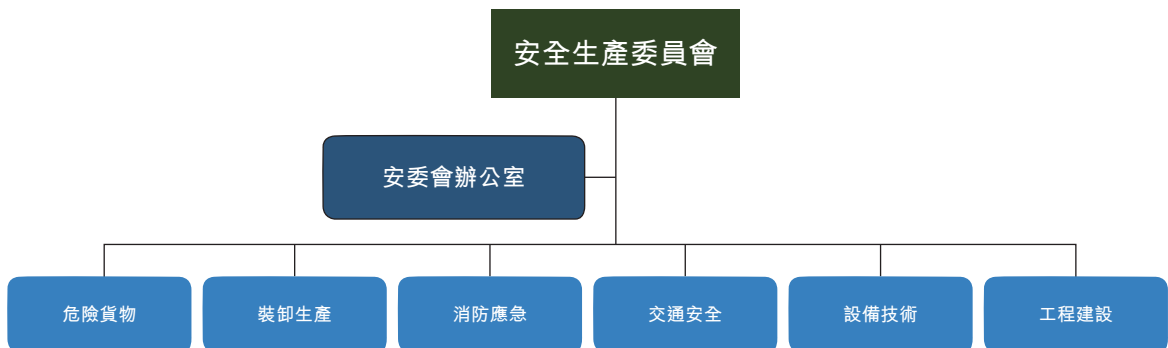 安全生產委員會
安委會辦公室
危險貨物
裝卸生產
消防應急
交通安全
設備技術
工程建設